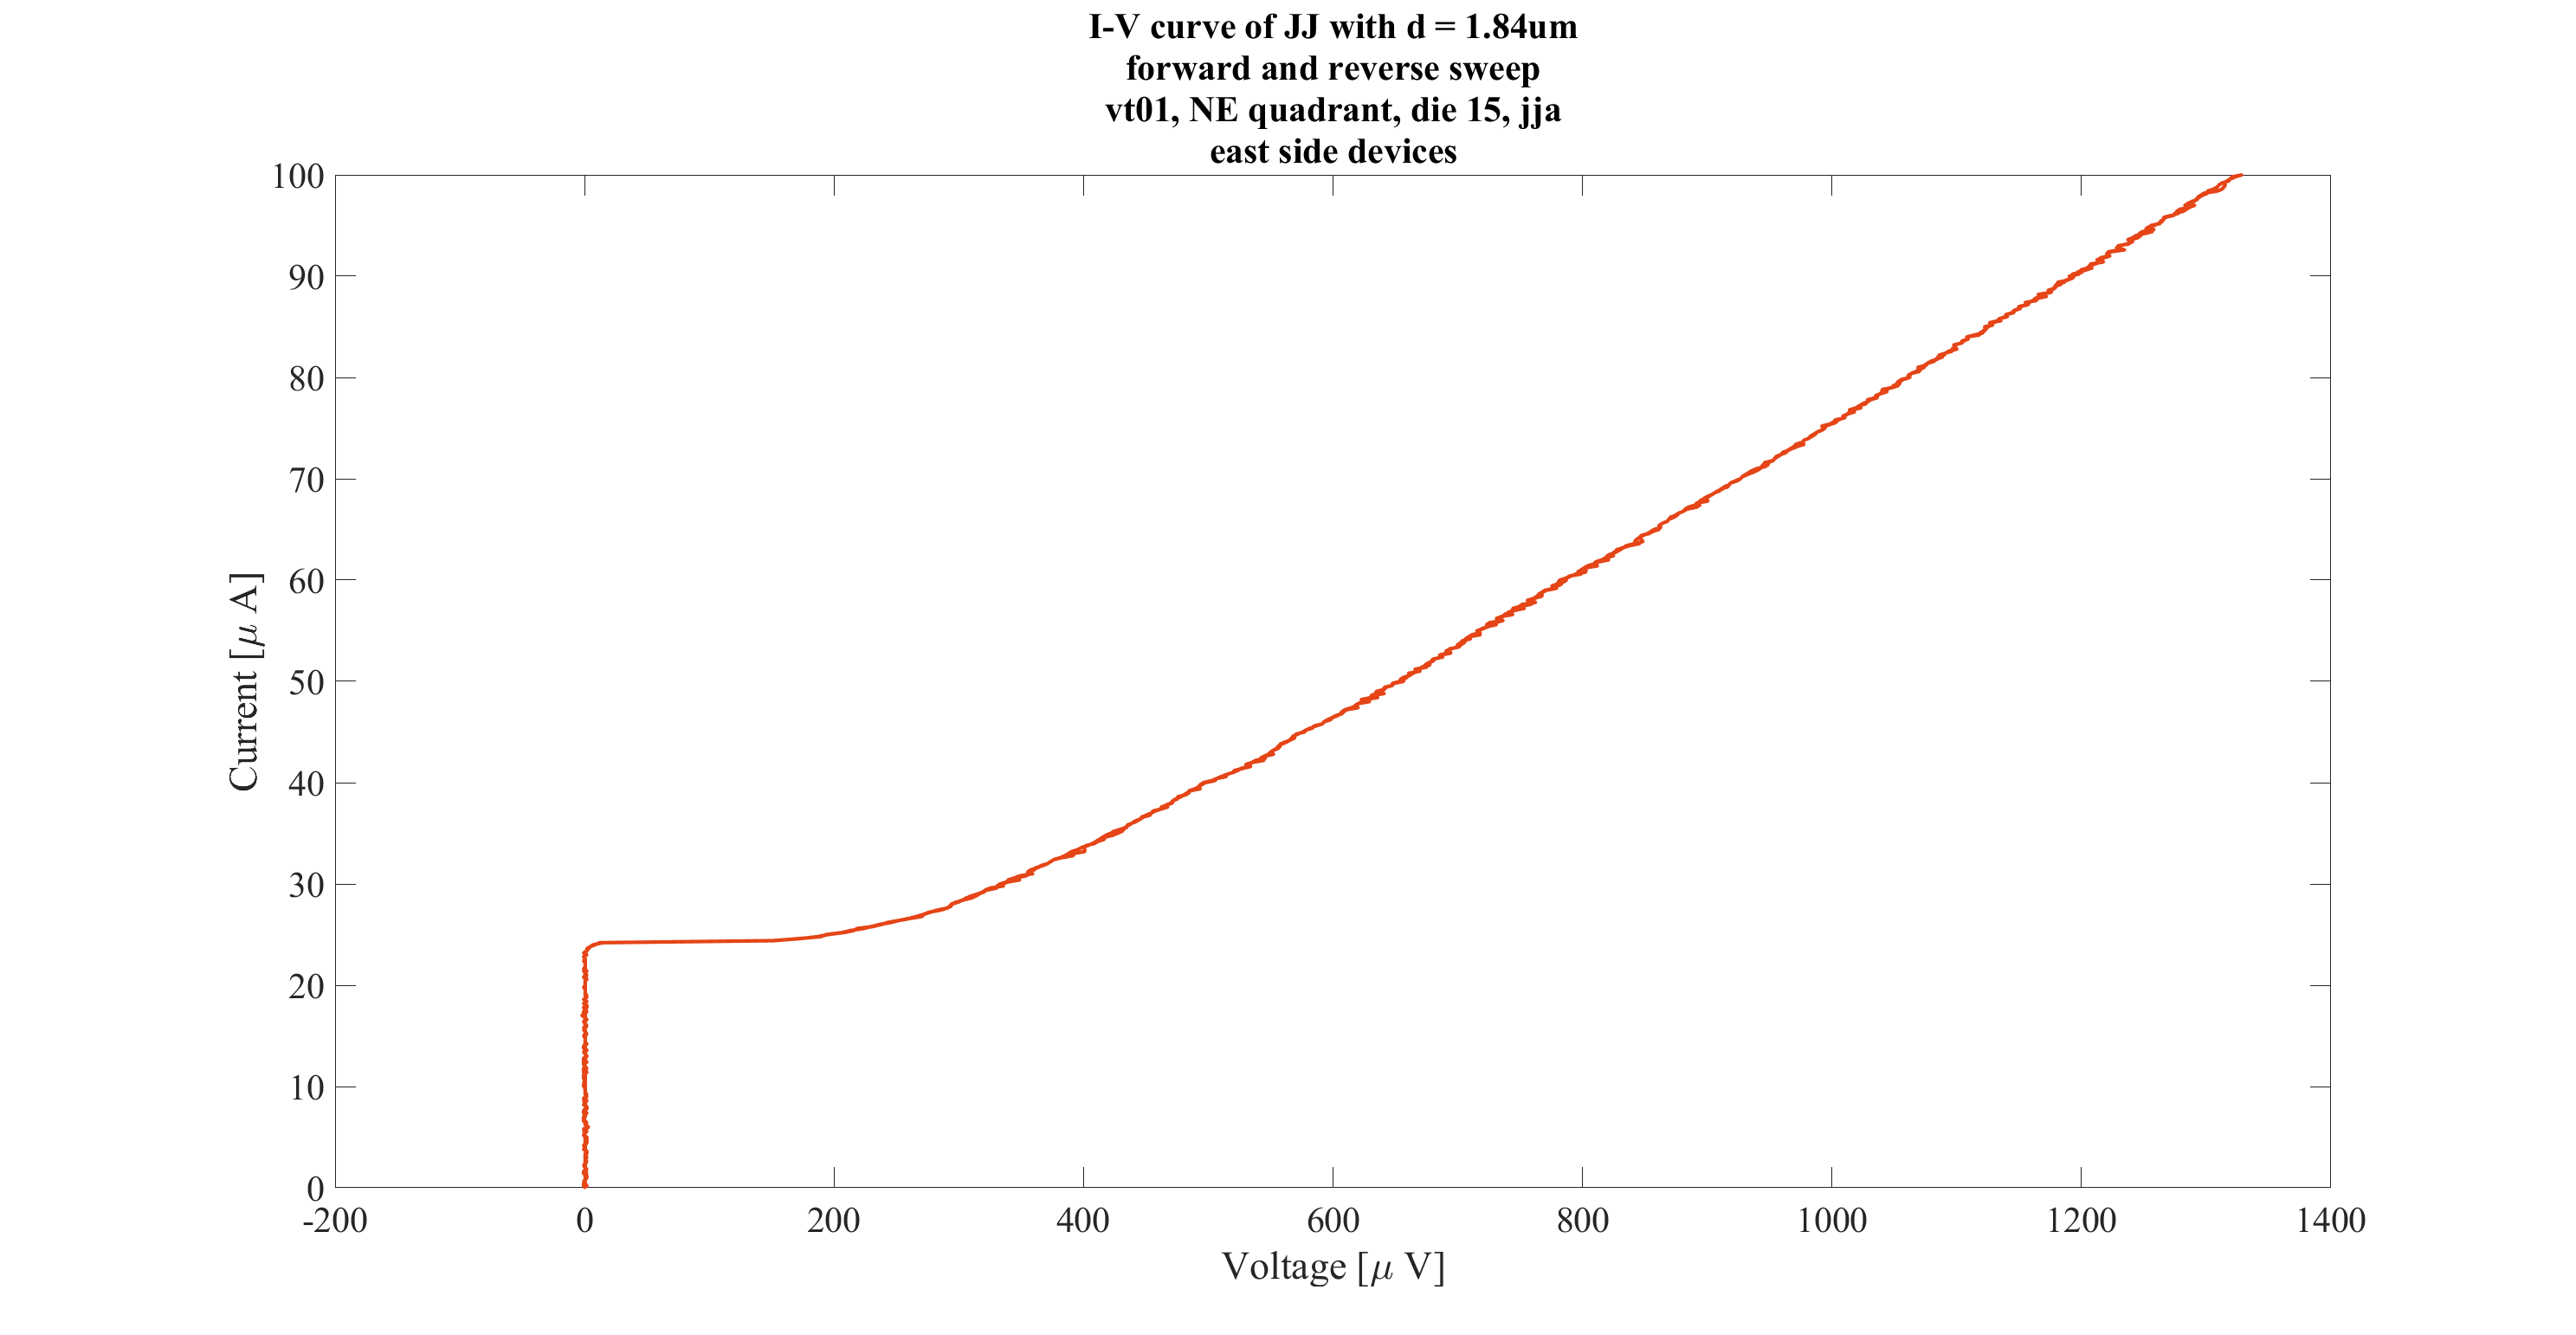 I-V curve of JJ with d = 1.84um
forward and reverse sweep
vt01, NE quadrant, die 15, jja
east side devices
100
90
80
70
60
50
40
30
20
10
0
Current [μ A]
-200 0 200 400 600 800 1000 1200 1400
Voltage [μ V]